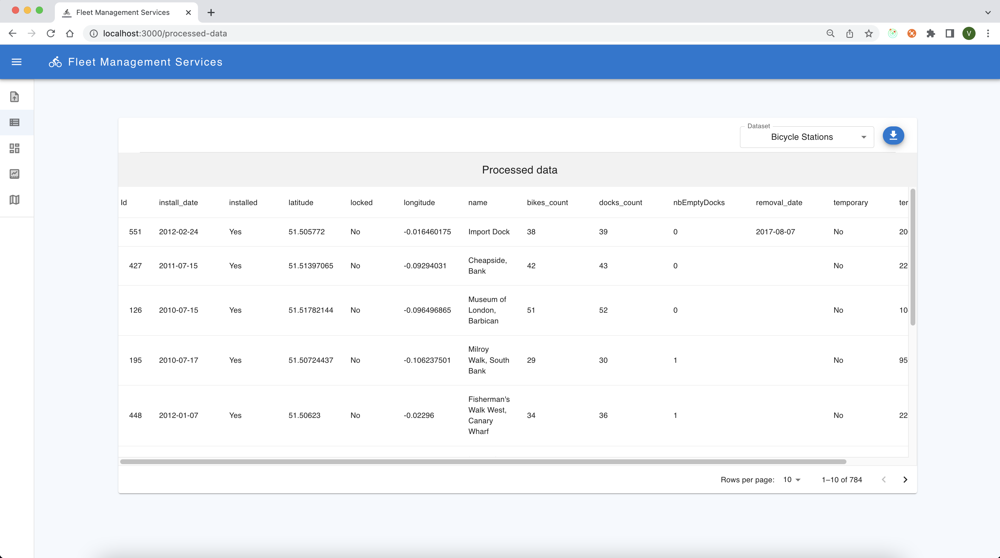 Fleet Management Services
localhost:3000/processed-data
V
Fleet Management Services
Dataset
Bicycle Stations
Processed data
Id install_date installed latitude locked longitude name bikes_count docks_count nbEmptyDocks removal_date temporary ter
551 2012-02-24 Yes 51.505772 No -0.016460175 Import Dock 38 39 0 2017-08-07 No 20
427 2011-07-15 Yes 51.51397065 No -0.09294031 Cheapside, Bank 42 43 0 No 22
126 2010-07-15 Yes 51.51782144 No -0.096496865 Museum of London, Barbican 51 52 0 No 10
195 2010-07-17 Yes 51.50724437 No -0.106237501 Milroy Walk, South Bank 29 30 1 No 95
448 2012-01-07 Yes 51.50623 No -0.02296 Fisherman's Walk West, Canary Wharf 34 36 1 No 22
Rows per page: 10 1–10 of 784